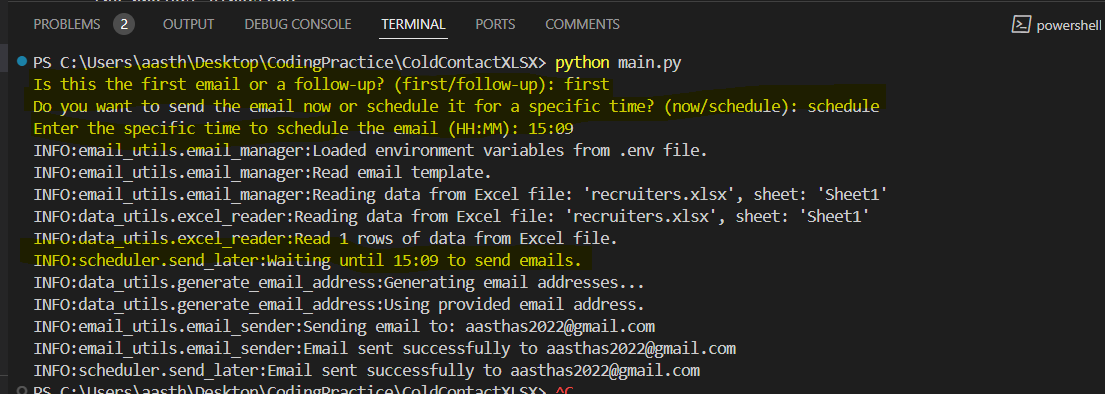 PROBLEMS 2 OUTPUT DEBUG CONSOLE TERMINAL PORTS COMMENTS powershell
PS C:\Users\aasth\Desktop\CodingPractice\ColdContactXLSX> python main.py
Is this the first email or a follow-up? (first/follow-up): first
Do you want to send the email now or schedule it for a specific time? (now/schedule): schedule
Enter the specific time to schedule the email (HH:MM): 15:09
INFO:email_utils.email_manager:Loaded environment variables from .env file.
INFO:email_utils.email_manager:Read email template.
INFO:email_utils.email_manager:Reading data from Excel file: 'recruiters.xlsx', sheet: 'Sheet1'
INFO:data_utils.excel_reader:Reading data from Excel file: 'recruiters.xlsx', sheet: 'Sheet1'
INFO:data_utils.excel_reader:Read 1 rows of data from Excel file.
INFO:scheduler.send_later:Waiting until 15:09 to send emails.
INFO:data_utils.generate_email_address:Generating email addresses...
INFO:data_utils.generate_email_address:Using provided email address.
INFO:email_utils.email_sender:Sending email to: aasthas2022@gmail.com
INFO:email_utils.email_sender:Email sent successfully to aasthas2022@gmail.com
INFO:scheduler.send_later:Email sent successfully to aasthas2022@gmail.com
PS C:\Users\aasth\Desktop\CodingPractice\ColdContactXLSX> ^C